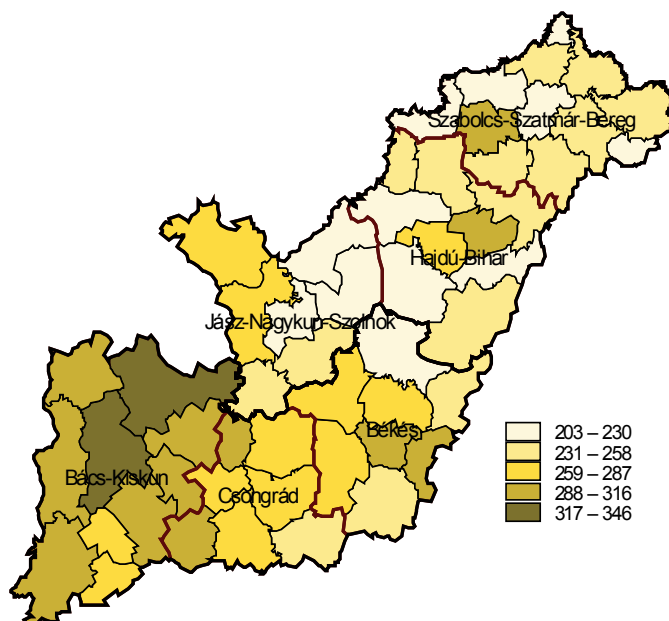 Szabolcs-Szatmár-Bereg
Hajdú-Bihar
Jász-Nagykun-Szolnok
Békés
Bács-Kiskun
Csongrád
203 – 230
231 – 258
259 – 287
288 – 316
317 – 346